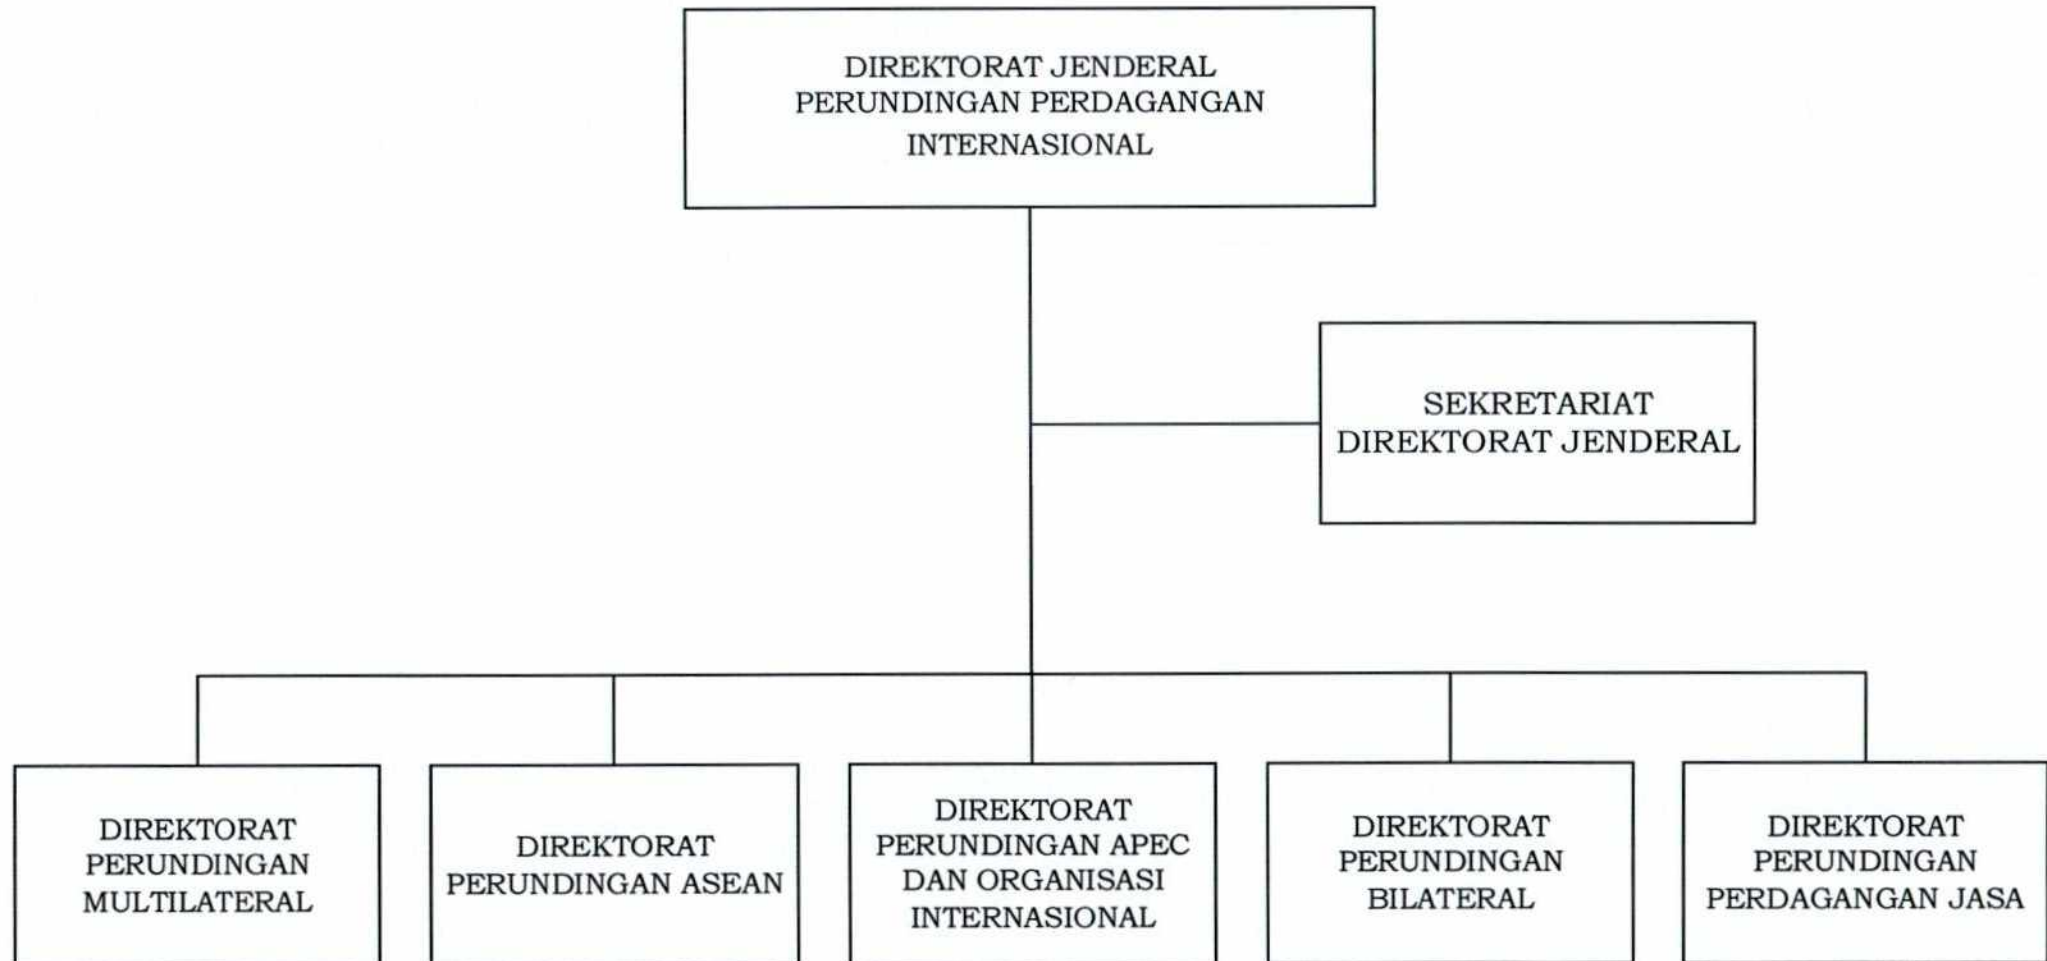 DIREKTORAT JENDERAL
PERUNDINGAN PERDAGANGAN
INTERNASIONAL
SEKRETARIAT
DIREKTORAT JENDERAL
DIREKTORAT
PERUNDINGAN
MULTILATERAL
DIREKTORAT
PERUNDINGAN ASEAN
DIREKTORAT
PERUNDINGAN APEC
DAN ORGANISASI
INTERNASIONAL
DIREKTORAT
PERUNDINGAN
BILATERAL
DIREKTORAT
PERUNDINGAN
PERDAGANGAN JASA